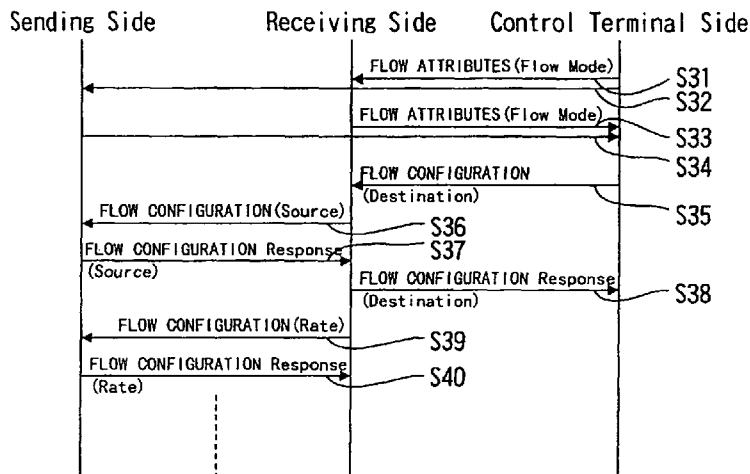 Sending Side Receiving Side Control Terminal Side
FLOW ATTRIBUTES(Flow Mode)
S31
S32
FLOW ATTRIBUTES(Flow Mode)
S33
S34
FLOW CONFIGURATION
(Destination)
S35
FLOW CONFIGURATION(Source)
S36
FLOW CONFIGURATION Response
(Source)
S37
FLOW CONFIGURATION Response
(Destination)
S38
FLOW CONFIGURATION(Rate)
S39
FLOW CONFIGURATION Response
(Rate)
S40